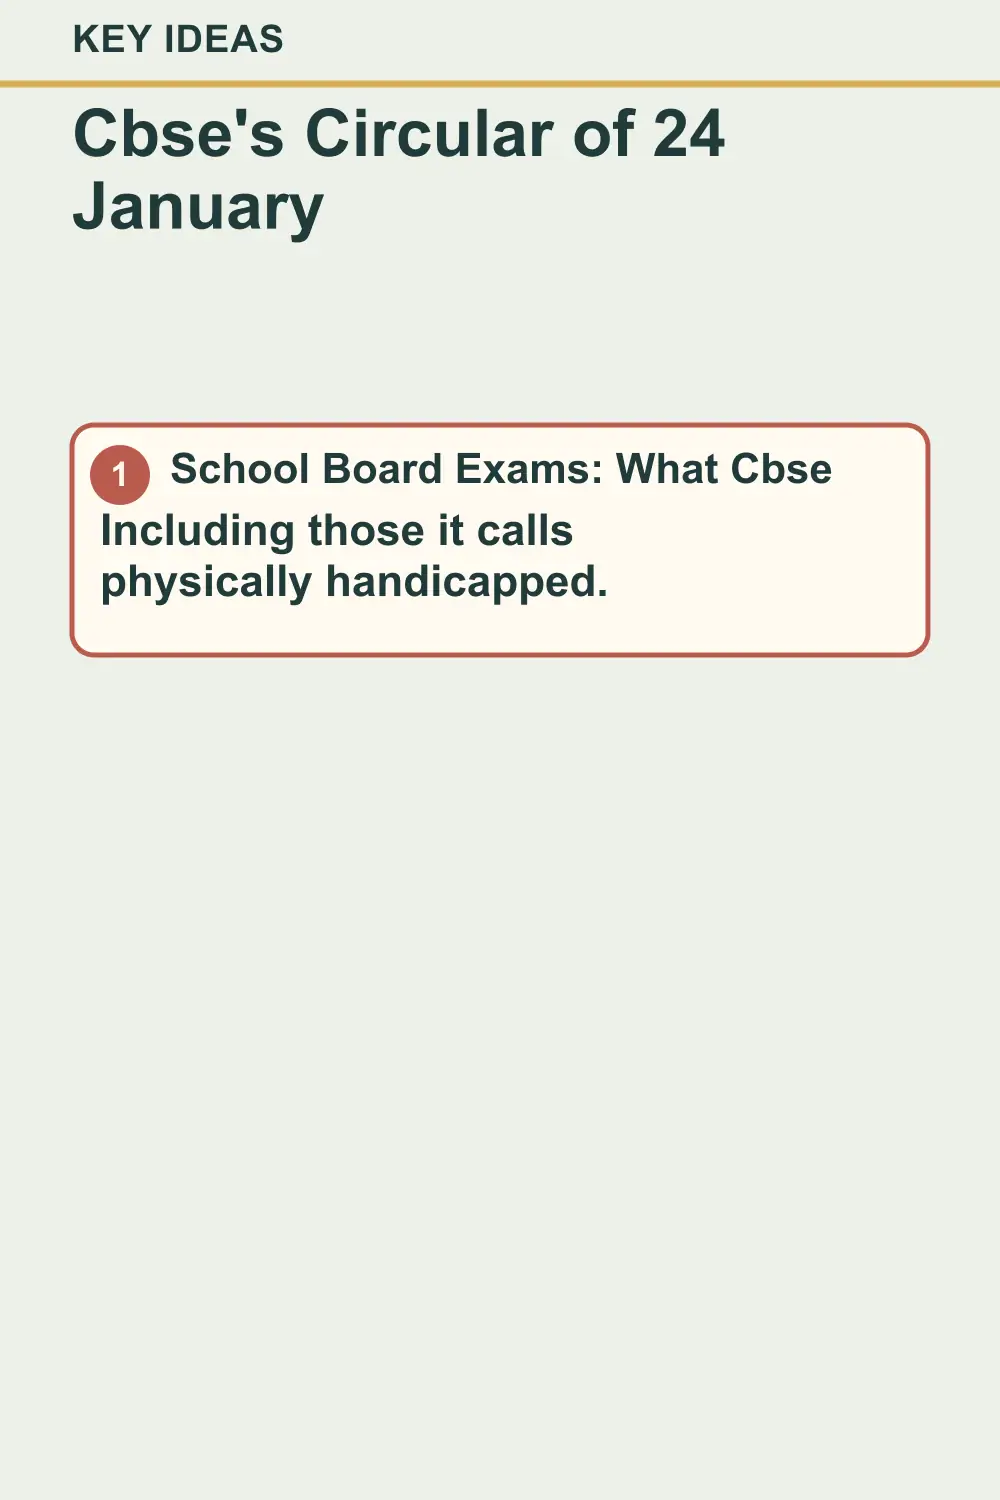 KEY IDEAS
Cbse's Circular of 24
January
1 School Board Exams: What Cbse
Including those it calls
physically handicapped.